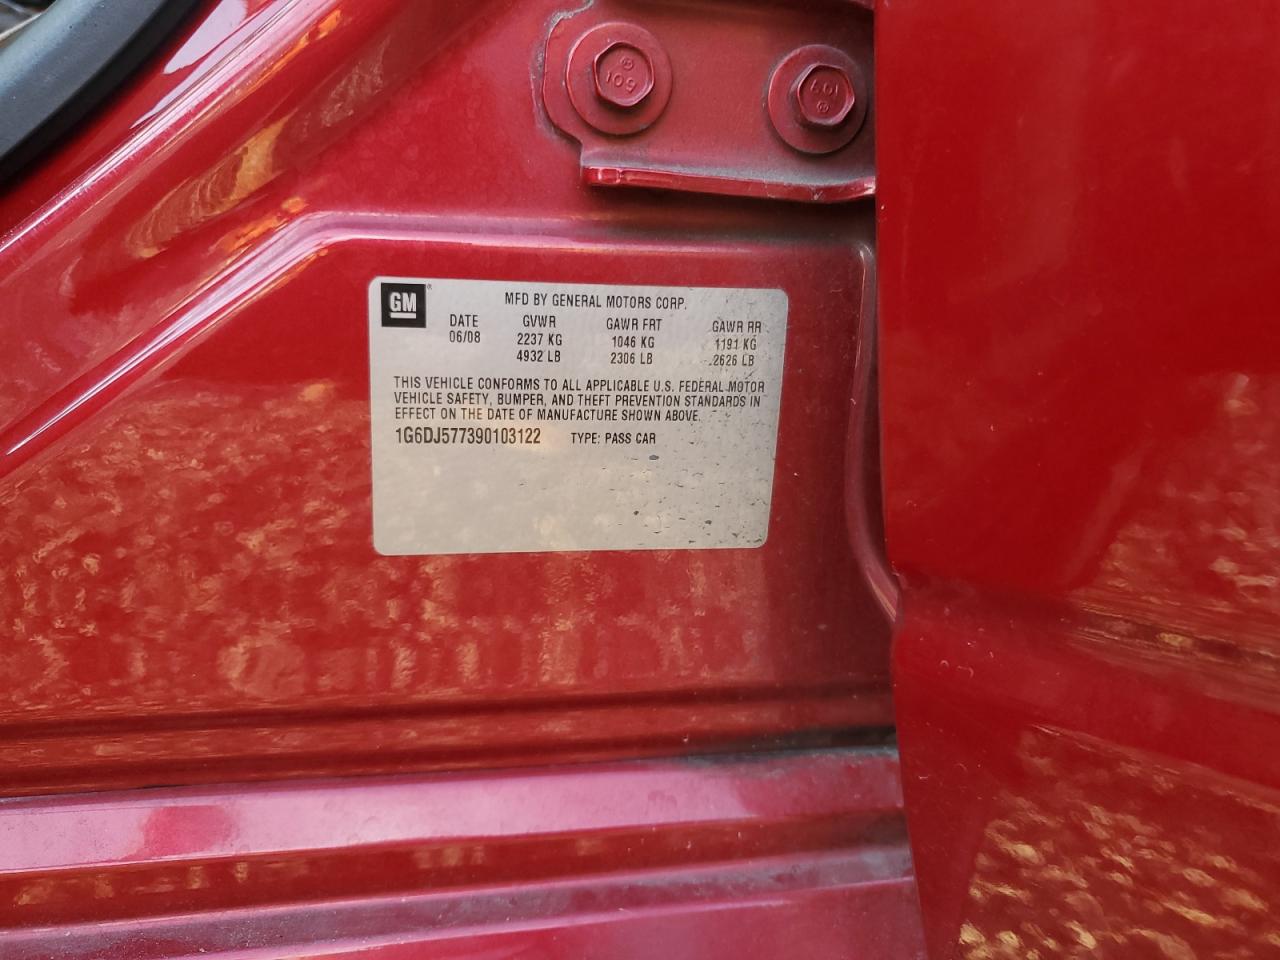 109
109
GM
MFD BY GENERAL MOTORS CORP.
DATE GVWR GAWR FRT GAWR RR
06/08 2237 KG 1046 KG 1191 KG
4932 LB 2306 LB 2626 LB
THIS VEHICLE CONFORMS TO ALL APPLICABLE U.S. FEDERAL MOTOR
VEHICLE SAFETY, BUMPER, AND THEFT PREVENTION STANDARDS IN
EFFECT ON THE DATE OF MANUFACTURE SHOWN ABOVE.
1G6DJ577390103122 TYPE: PASS CAR